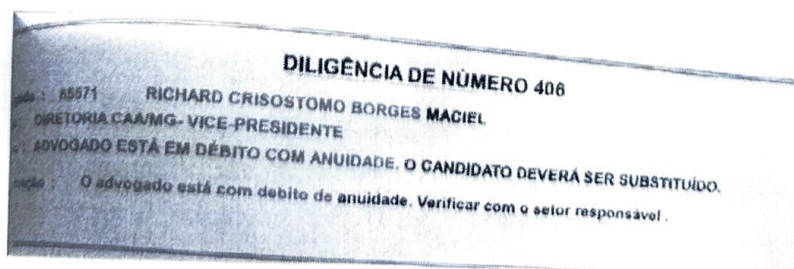 DILIGÊNCIA DE NÚMERO 406
: 85571 RICHARD CRISOSTOMO BORGES MACIEL
: DIRETORIA CAA/MG- VICE-PRESIDENTE
: ADVOGADO ESTÁ EM DÉBITO COM ANUIDADE. O CANDIDATO DEVERÁ SER SUBSTITUÍDO.
: O advogado está com debito de anuidade. Verificar com o setor responsável .